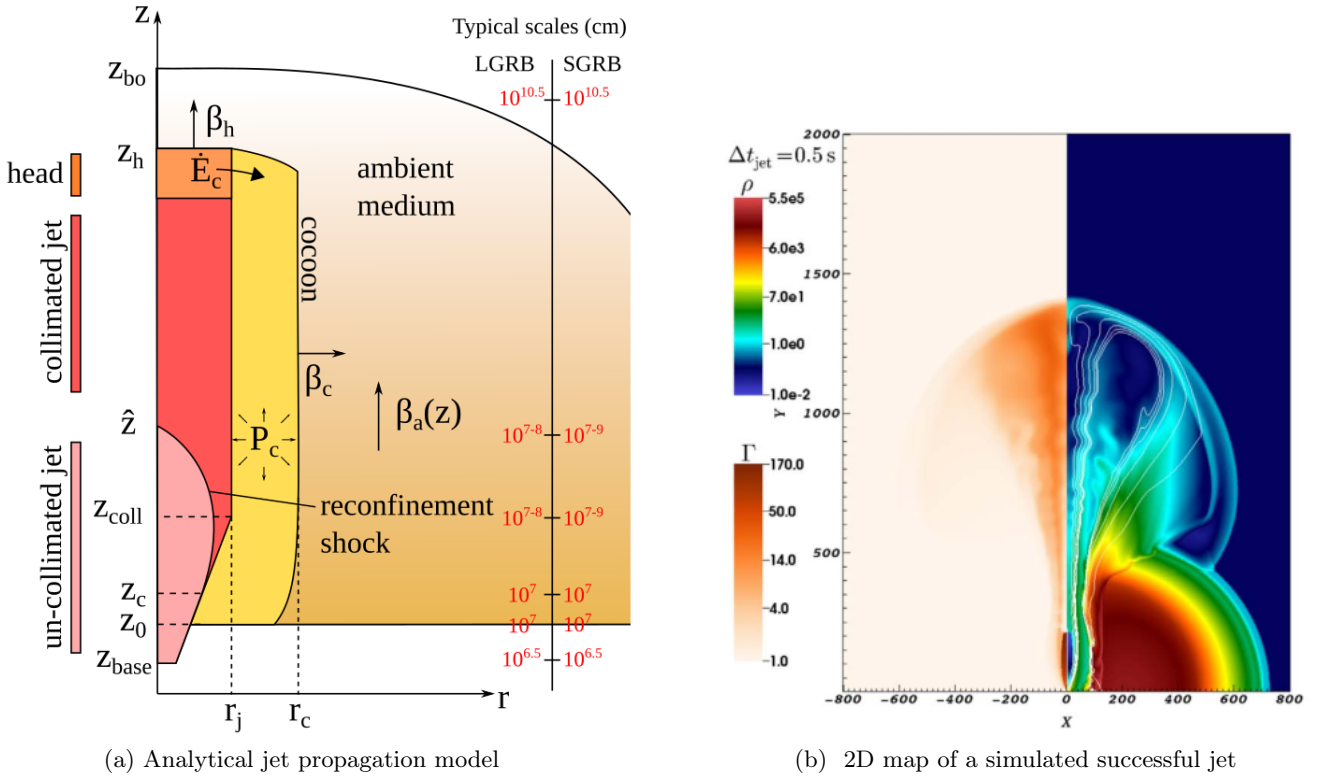 z
Typical scales (cm)
LGRB SGRB
z_bo
10^10.5 10^10.5
β_h
z_h
head
Ė_c
ambient
medium
collimated jet
cocoon
β_c
β_a(z)
ẑ
P_c
10^7-8 10^7-9
z_coll
reconfinement
shock
10^7-8 10^7-9
un-collimated jet
z_c
10^7 10^7
z_0
10^7 10^7
z_base
10^6.5 10^6.5
r
r_j r_c
(a) Analytical jet propagation model
Δt_jet = 0.5 s
ρ
5.5e5
6.0e3
7.0e1
1.0e0
1.0e-2
Γ
170.0
50.0
14.0
4.0
1.0
2000
1500
1000
500
Y
-800 -600 -400 -200 0 200 400 600 800
X
(b) 2D map of a simulated successful jet